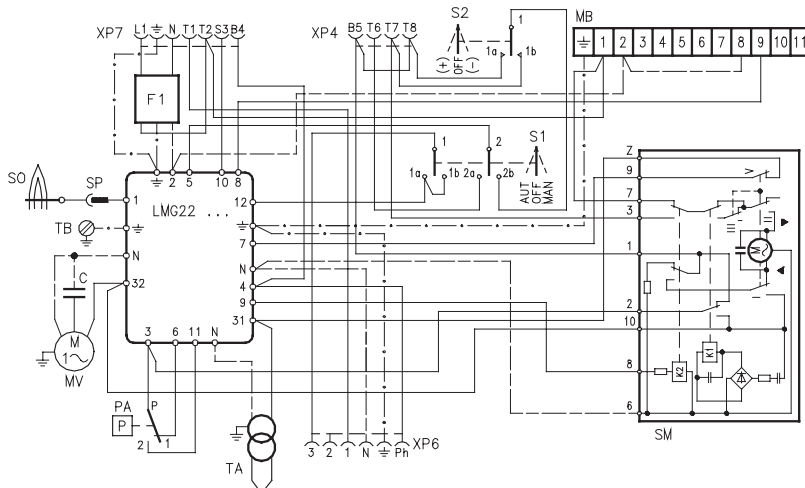 S2
1
MB
XP7
L1 N T1 T2 S3 B4
XP4
B5 T6 T7 T8
1a 1b
(+) OFF (-)
1 2 3 4 5 6 7 8 9 10 11
F1
S1
1
2
1a 1b 2a 2b
AUT OFF MAN
SO
SP
2 5 10 8
1
LMG22 ...
12
TB
7
N
N
C
32
4
9
31
3 6 11 N
M
1~
MV
PA
P
P
2 1
TA
3 2 1 N Ph
XP6
Z
9
7
3
1
2
10
8
6
V
III
II
M
K1
K2
SM